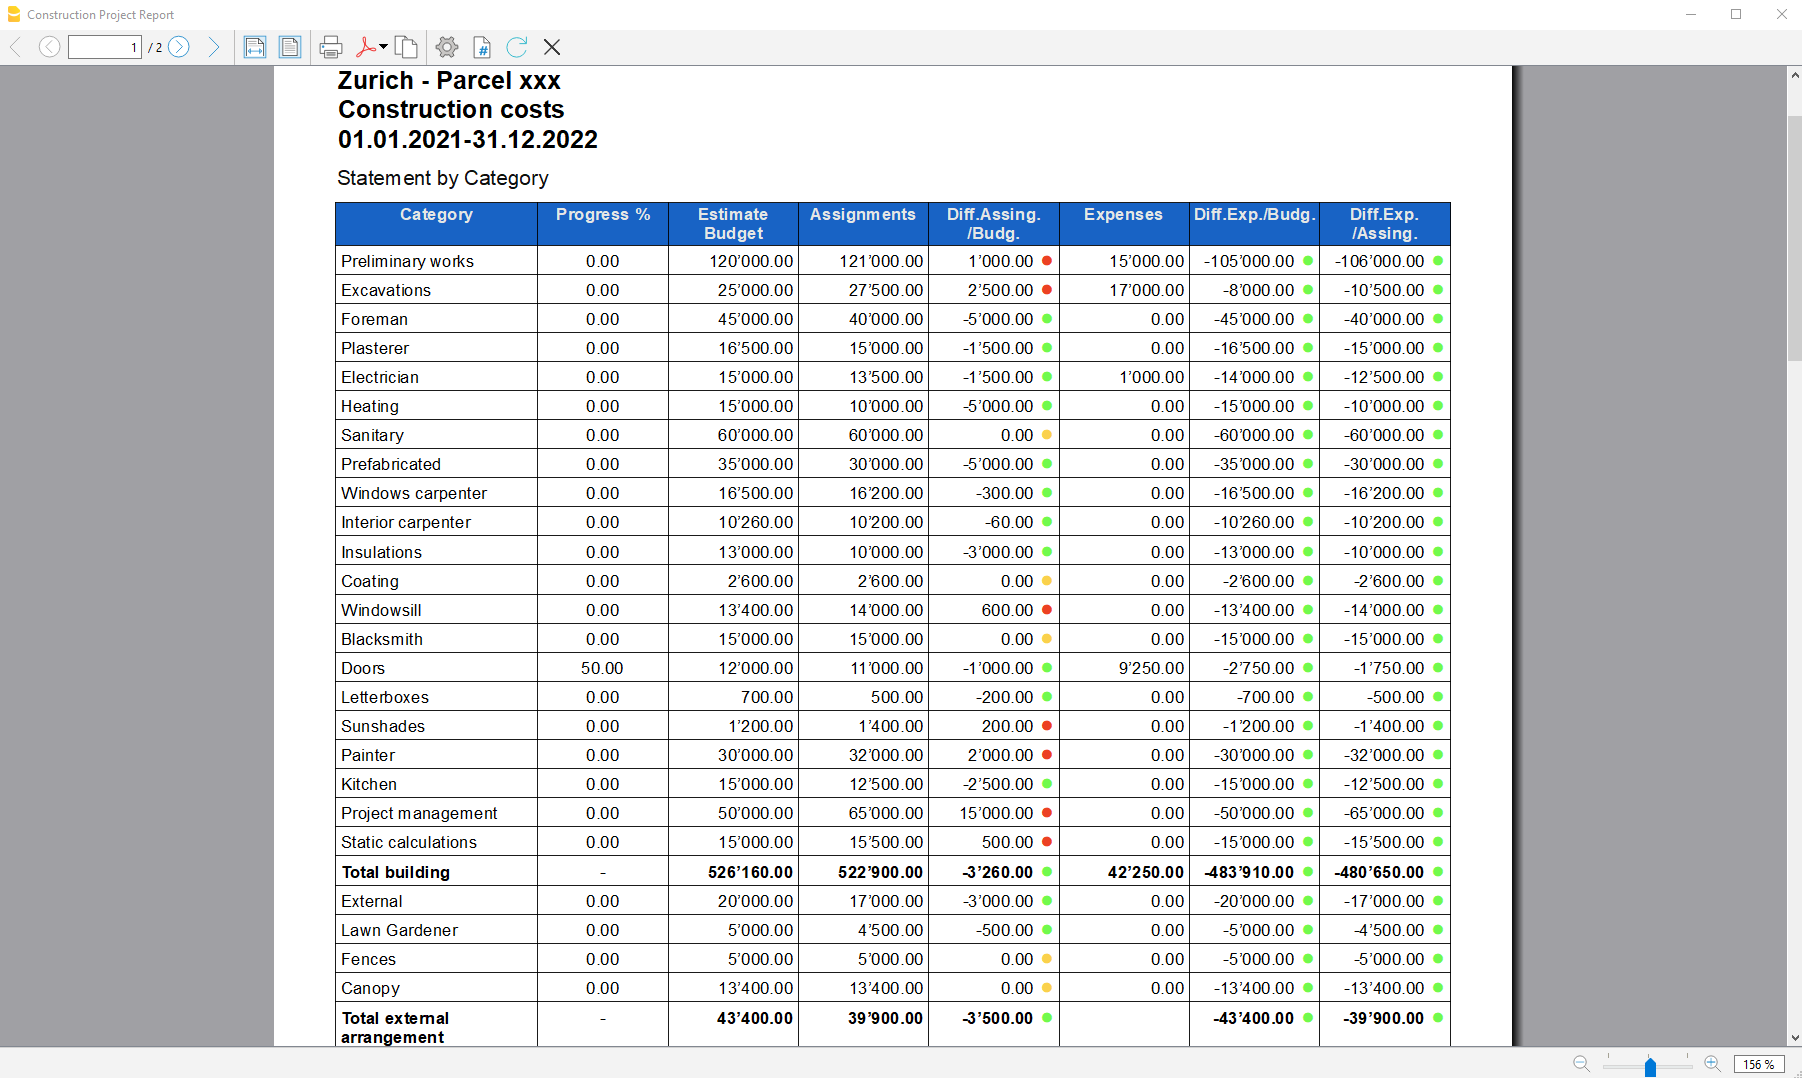 Construction Project Report
1 / 2
Zurich - Parcel xxx
Construction costs
01.01.2021-31.12.2022
Statement by Category
Category Progress % Estimate Budget Assignments Diff.Assing. /Budg. Expenses Diff.Exp./Budg. Diff.Exp. /Assing.
Preliminary works 0.00 120’000.00 121’000.00 1’000.00 15’000.00 -105’000.00 -106’000.00
Excavations 0.00 25’000.00 27’500.00 2’500.00 17’000.00 -8’000.00 -10’500.00
Foreman 0.00 45’000.00 40’000.00 -5’000.00 0.00 -45’000.00 -40’000.00
Plasterer 0.00 16’500.00 15’000.00 -1’500.00 0.00 -16’500.00 -15’000.00
Electrician 0.00 15’000.00 13’500.00 -1’500.00 1’000.00 -14’000.00 -12’500.00
Heating 0.00 15’000.00 10’000.00 -5’000.00 0.00 -15’000.00 -10’000.00
Sanitary 0.00 60’000.00 60’000.00 0.00 0.00 -60’000.00 -60’000.00
Prefabricated 0.00 35’000.00 30’000.00 -5’000.00 0.00 -35’000.00 -30’000.00
Windows carpenter 0.00 16’500.00 16’200.00 -300.00 0.00 -16’500.00 -16’200.00
Interior carpenter 0.00 10’260.00 10’200.00 -60.00 0.00 -10’260.00 -10’200.00
Insulations 0.00 13’000.00 10’000.00 -3’000.00 0.00 -13’000.00 -10’000.00
Coating 0.00 2’600.00 2’600.00 0.00 0.00 -2’600.00 -2’600.00
Windowsill 0.00 13’400.00 14’000.00 600.00 0.00 -13’400.00 -14’000.00
Blacksmith 0.00 15’000.00 15’000.00 0.00 0.00 -15’000.00 -15’000.00
Doors 50.00 12’000.00 11’000.00 -1’000.00 9’250.00 -2’750.00 -1’750.00
Letterboxes 0.00 700.00 500.00 -200.00 0.00 -700.00 -500.00
Sunshades 0.00 1’200.00 1’400.00 200.00 0.00 -1’200.00 -1’400.00
Painter 0.00 30’000.00 32’000.00 2’000.00 0.00 -30’000.00 -32’000.00
Kitchen 0.00 15’000.00 12’500.00 -2’500.00 0.00 -15’000.00 -12’500.00
Project management 0.00 50’000.00 65’000.00 15’000.00 0.00 -50’000.00 -65’000.00
Static calculations 0.00 15’000.00 15’500.00 500.00 0.00 -15’000.00 -15’500.00
Total building - 526’160.00 522’900.00 -3’260.00 42’250.00 -483’910.00 -480’650.00
External 0.00 20’000.00 17’000.00 -3’000.00 0.00 -20’000.00 -17’000.00
Lawn Gardener 0.00 5’000.00 4’500.00 -500.00 0.00 -5’000.00 -4’500.00
Fences 0.00 5’000.00 5’000.00 0.00 0.00 -5’000.00 -5’000.00
Canopy 0.00 13’400.00 13’400.00 0.00 0.00 -13’400.00 -13’400.00
Total external arrangement - 43’400.00 39’900.00 -3’500.00 -43’400.00 -39’900.00
156 %